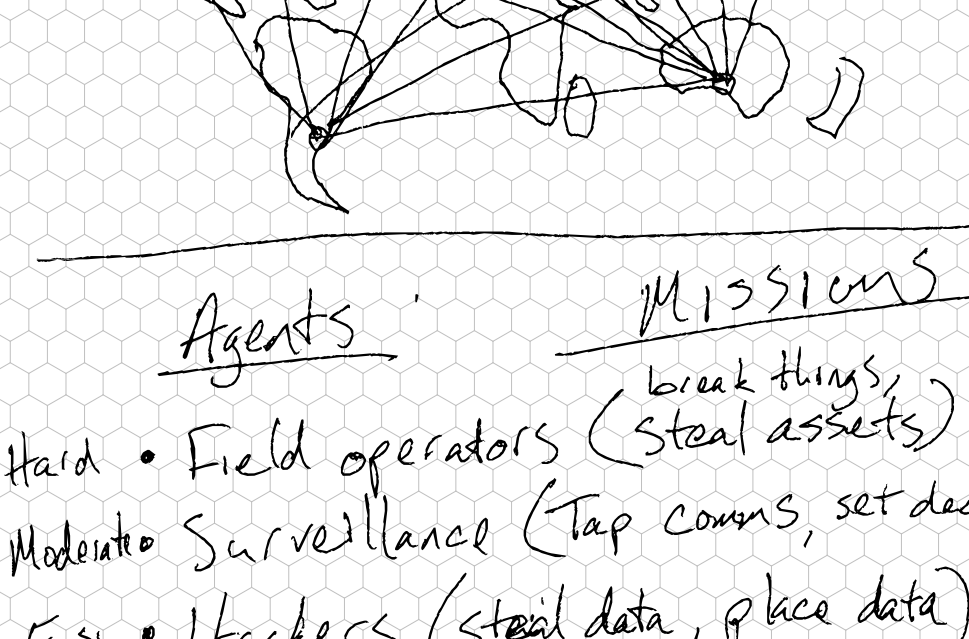 Agents
Missions
break things,
Hard • Field operators (steal assets)
Moderate • Surveillance (Tap comms, set
• Hackers (steal data, place data)